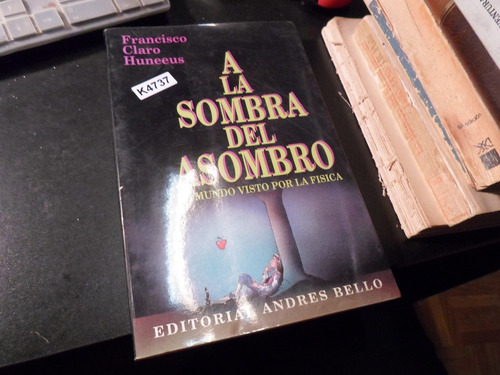 Francisco
Claro
Huneeus
K4737
A
LA
SOMBRA
DEL
ASOMBRO
MUNDO VISTO POR LA FISICA
EDITORIAL ANDRES BELLO